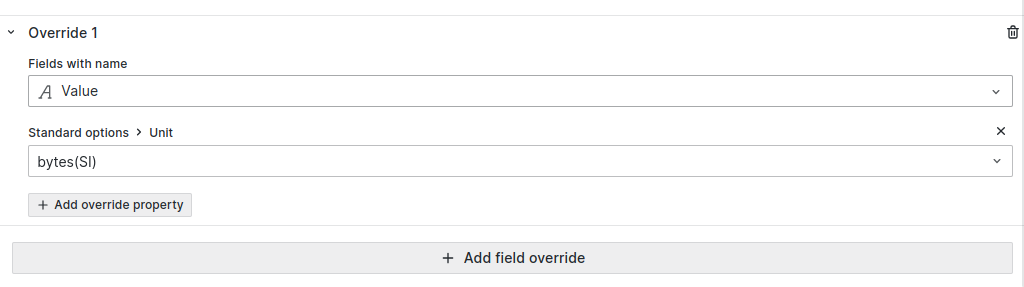 Override 1
Fields with name
Value
Standard options > Unit
bytes(SI)
+ Add override property
+ Add field override